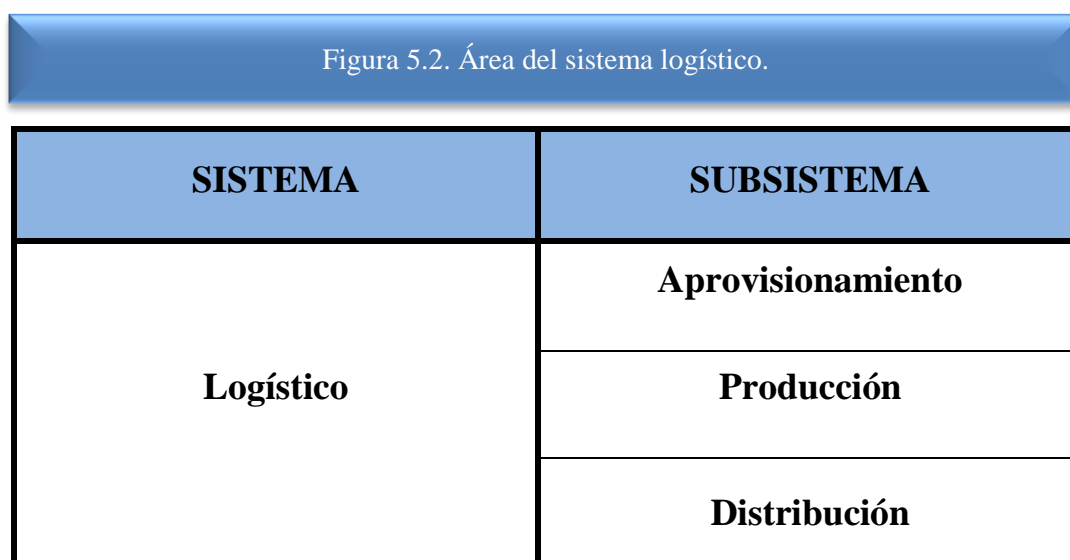 Figura 5.2. Área del sistema logístico.
SISTEMA
SUBSISTEMA
Logístico
Aprovisionamiento
Producción
Distribución